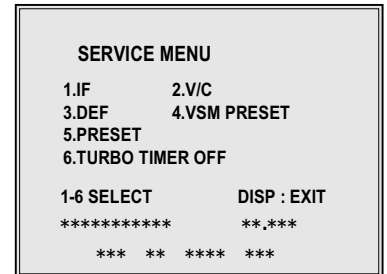 SERVICE MENU
1.IF 2.V/C
3.DEF 4.VSM PRESET
5.PRESET
6.TURBO TIMER OFF
1-6 SELECT DISP : EXIT
*********** **.***
*** ** **** ***